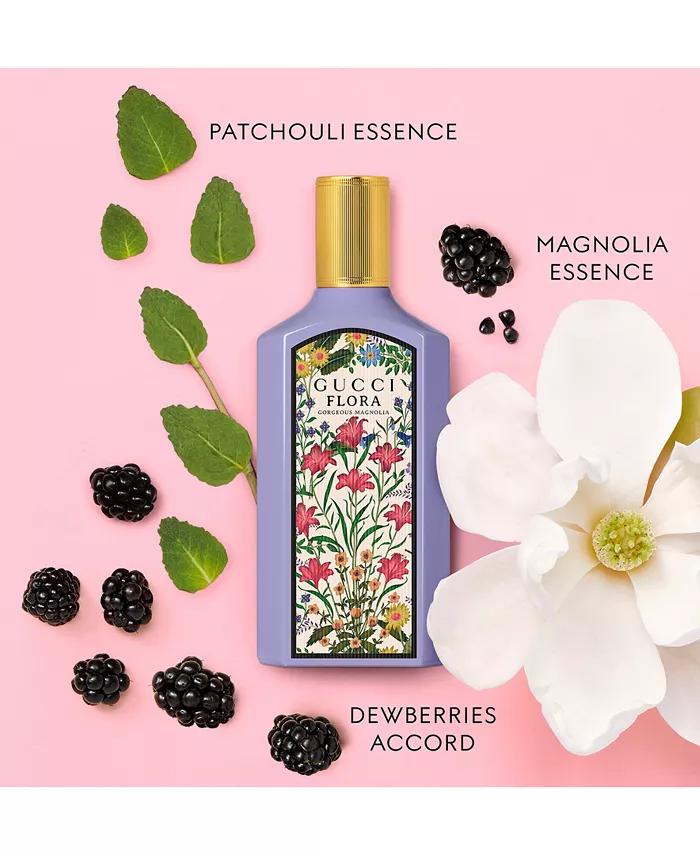 PATCHOULI ESSENCE
MAGNOLIA
ESSENCE
GUCCI
FLORA
GORGEOUS MAGNOLIA
DEWBERRIES
ACCORD